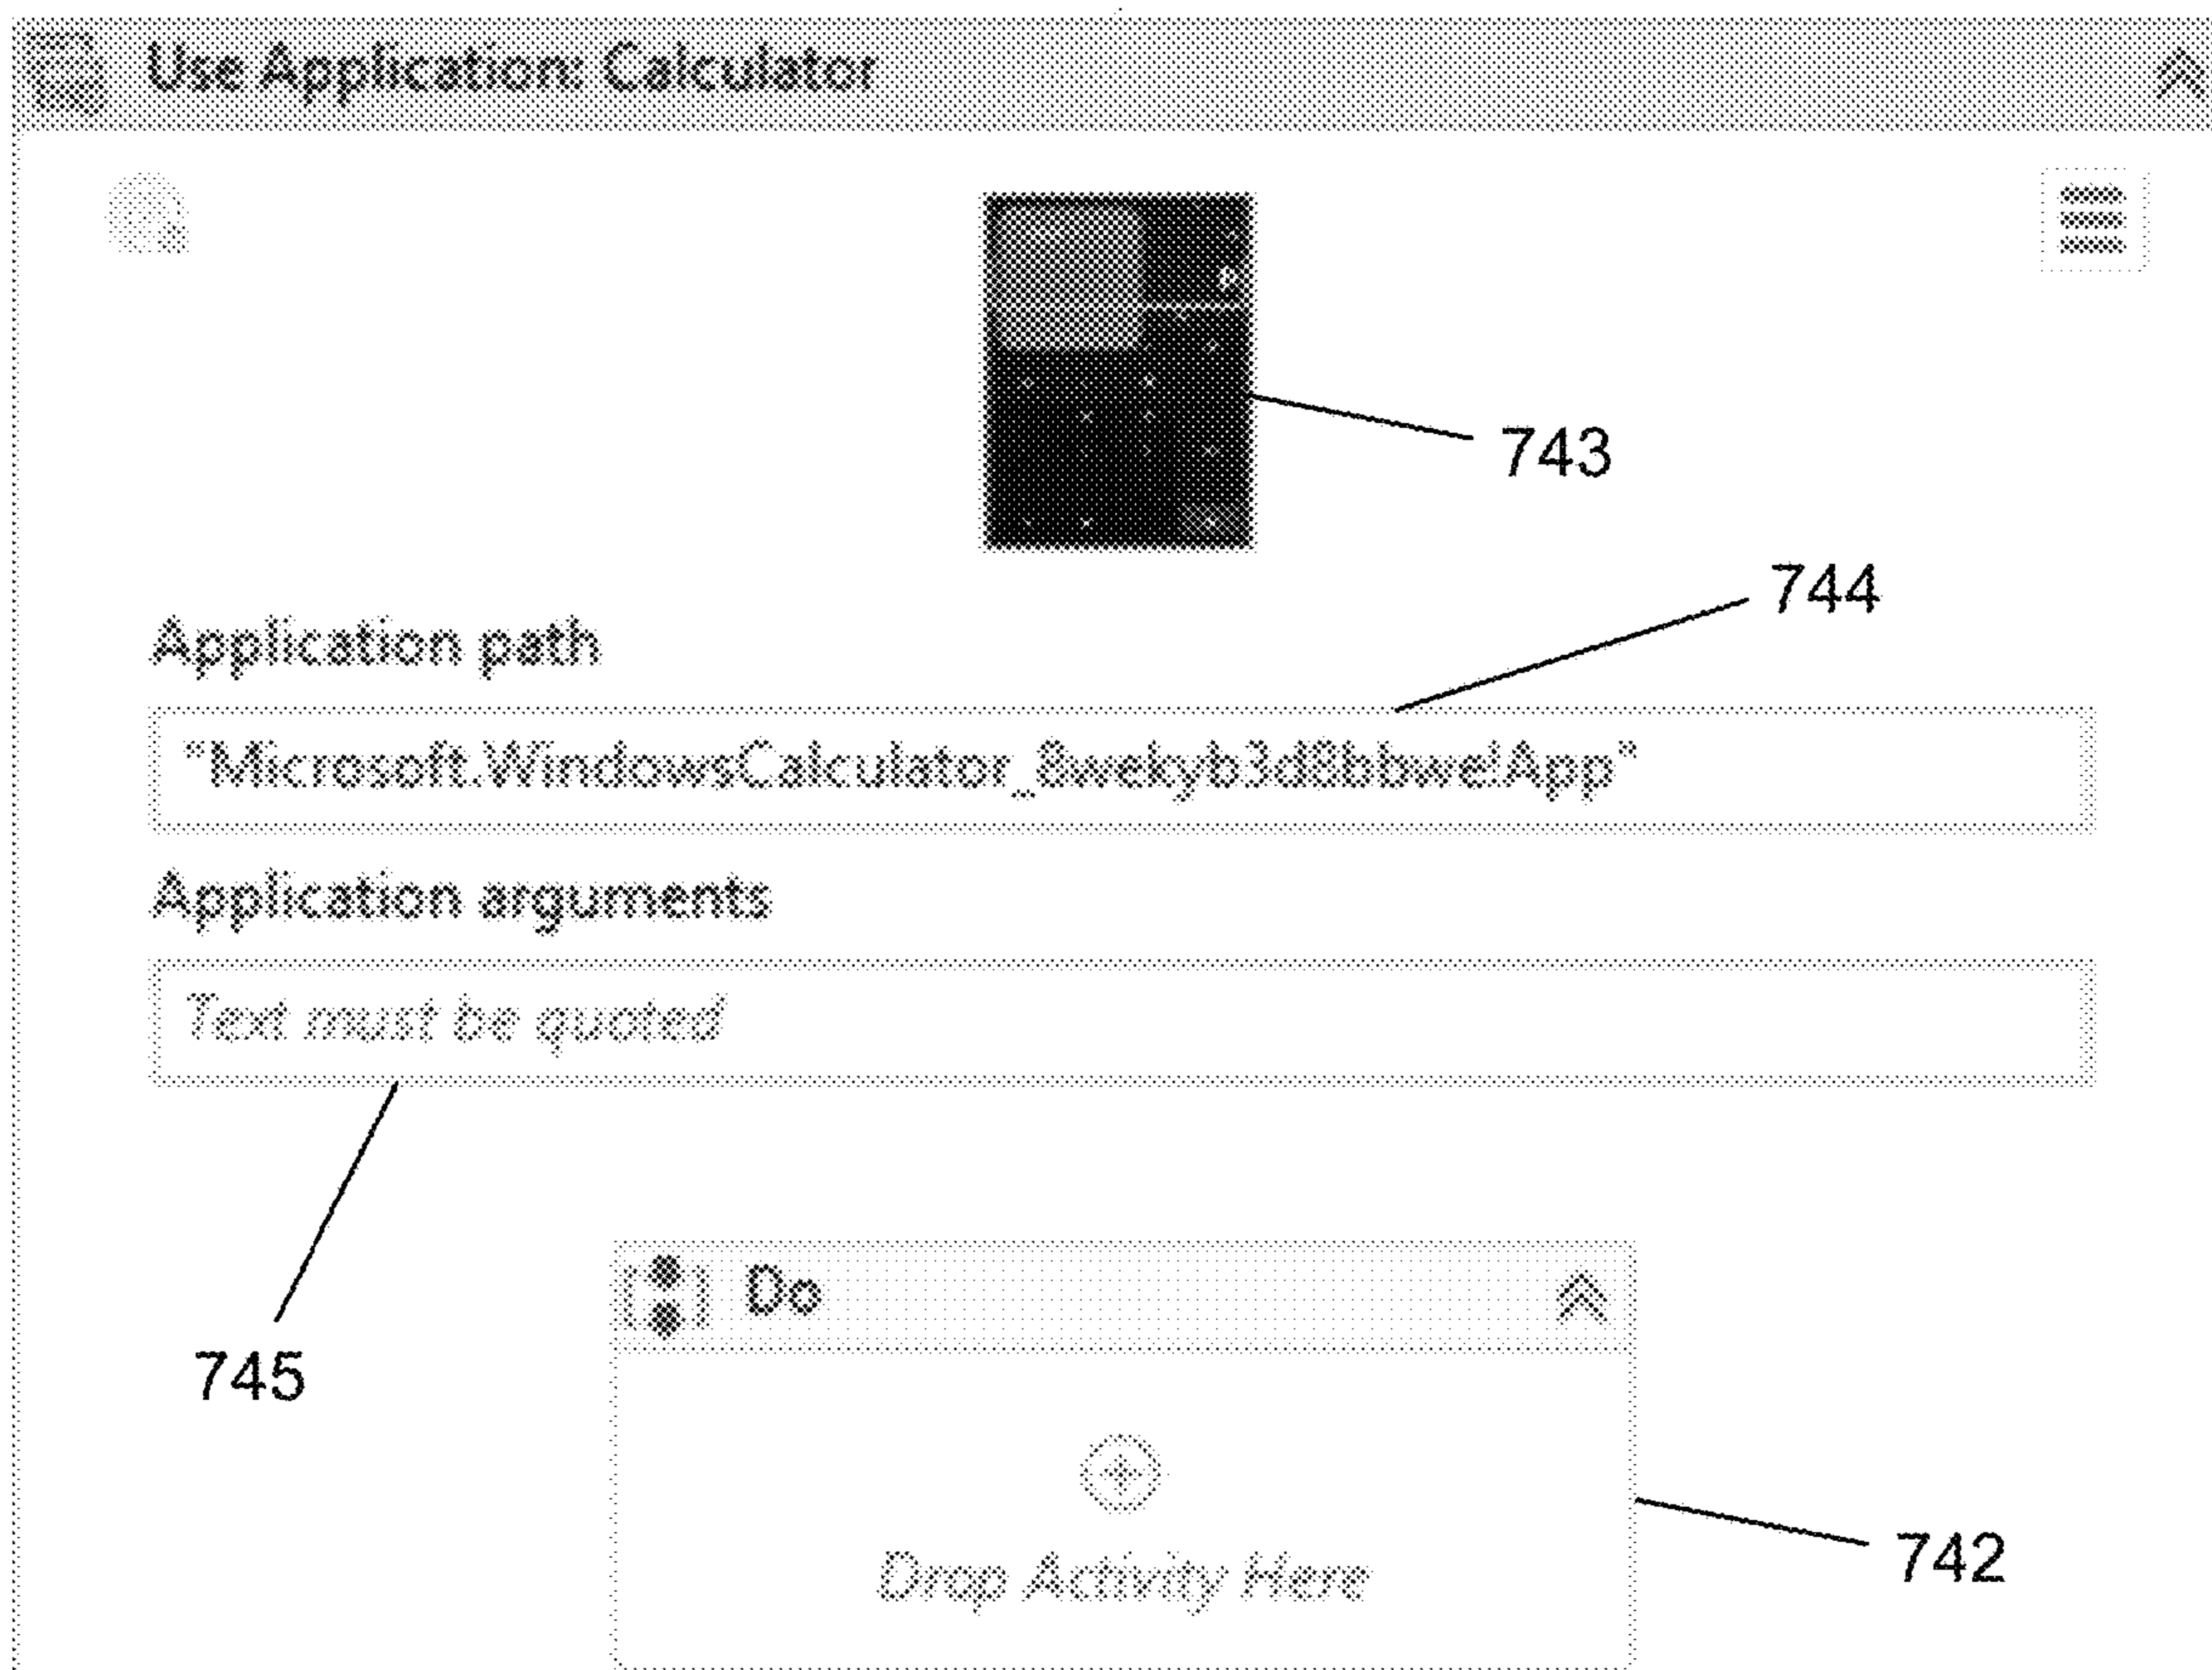 Use Application: Calculator
743
744
Application path
"Microsoft.WindowsCalculator_8wekyb3d8bbwe!App"
Application arguments
Text must be quoted
745
Do
Drop Activity Here
742